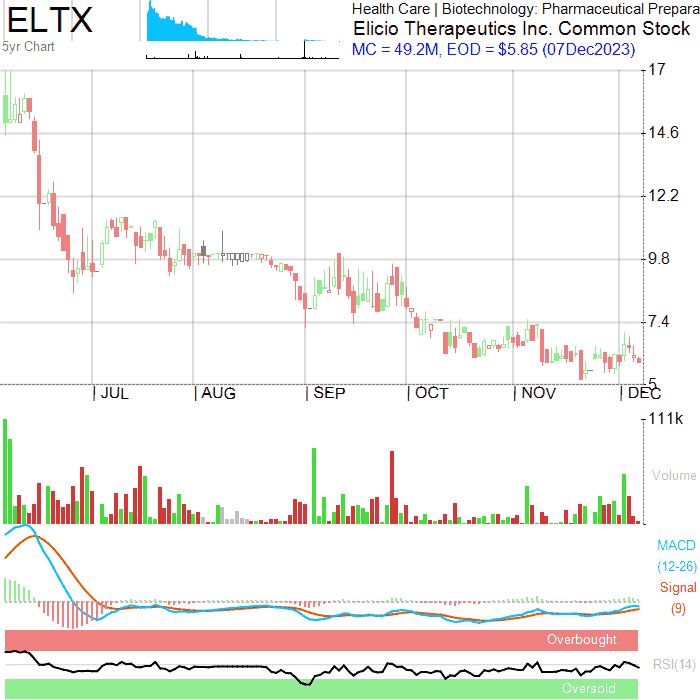 ELTX
5yr Chart
Health Care | Biotechnology: Pharmaceutical Prepara
Elicio Therapeutics Inc. Common Stock
MC = 49.2M, EOD = $5.85 (07Dec2023)
17
14.6
12.2
9.8
7.4
5
JUL AUG SEP OCT NOV DEC
111k
Volume
MACD
(12-26)
Signal
(9)
Overbought
RSI(14)
Oversold